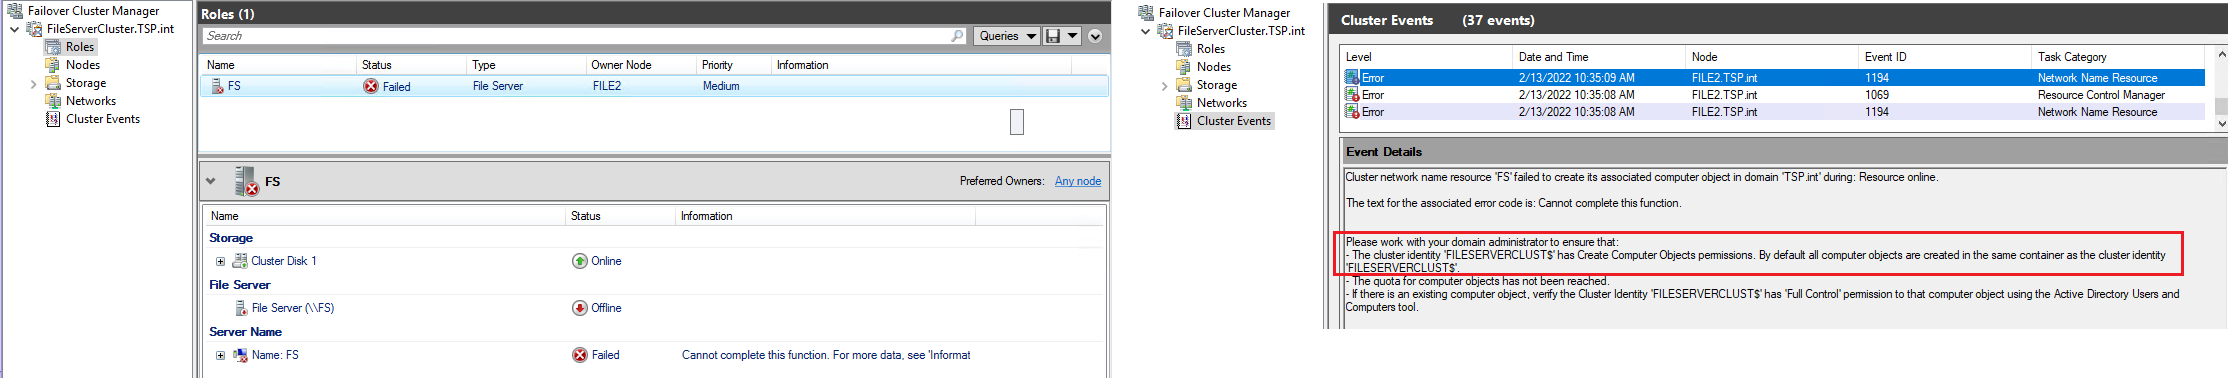 Failover Cluster Manager
FileServerCluster.TSP.int
Roles
Nodes
Storage
Networks
Cluster Events
Roles (1)
Search
Queries
Name Status Type Owner Node Priority Information
FS Failed File Server FILE2 Medium
FS Preferred Owners: Any node
Name Status Information
Storage
Cluster Disk 1 Online
File Server
File Server (\\FS) Offline
Server Name
Name: FS Failed Cannot complete this function. For more data, see 'Informat
Failover Cluster Manager
FileServerCluster.TSP.int
Roles
Nodes
Storage
Networks
Cluster Events
Cluster Events (37 events)
Level Date and Time Node Event ID Task Category
Error 2/13/2022 10:35:09 AM FILE2.TSP.int 1194 Network Name Resource
Error 2/13/2022 10:35:08 AM FILE2.TSP.int 1069 Resource Control Manager
Error 2/13/2022 10:35:08 AM FILE2.TSP.int 1194 Network Name Resource
Event Details
Cluster network name resource 'FS' failed to create its associated computer object in domain 'TSP.int' during: Resource online.
The text for the associated error code is: Cannot complete this function.
Please work with your domain administrator to ensure that:
- The cluster identity 'FILESERVERCLUST$' has Create Computer Objects permissions. By default all computer objects are created in the same container as the cluster identity
'FILESERVERCLUST$'.
- The quota for computer objects has not been reached.
- If there is an existing computer object, verify the Cluster Identity 'FILESERVERCLUST$' has 'Full Control' permission to that computer object using the Active Directory Users and
Computers tool.